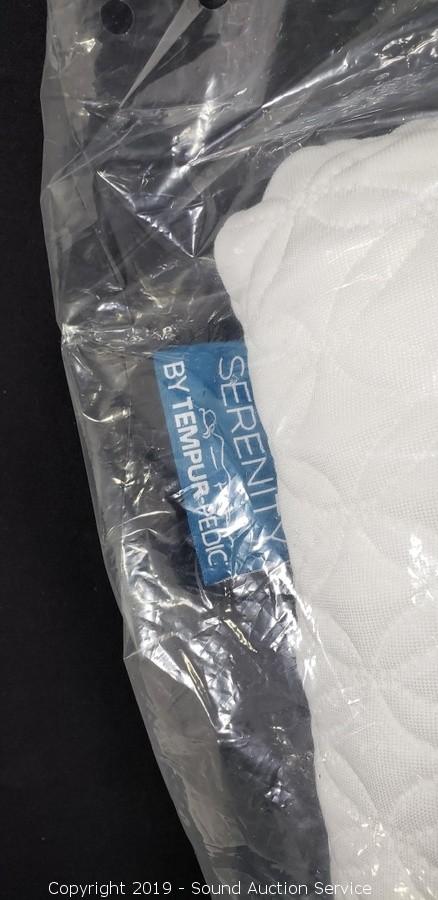 SERENITY
BY TEMPUR-PEDIC
Copyright 2019 - Sound Auction Service